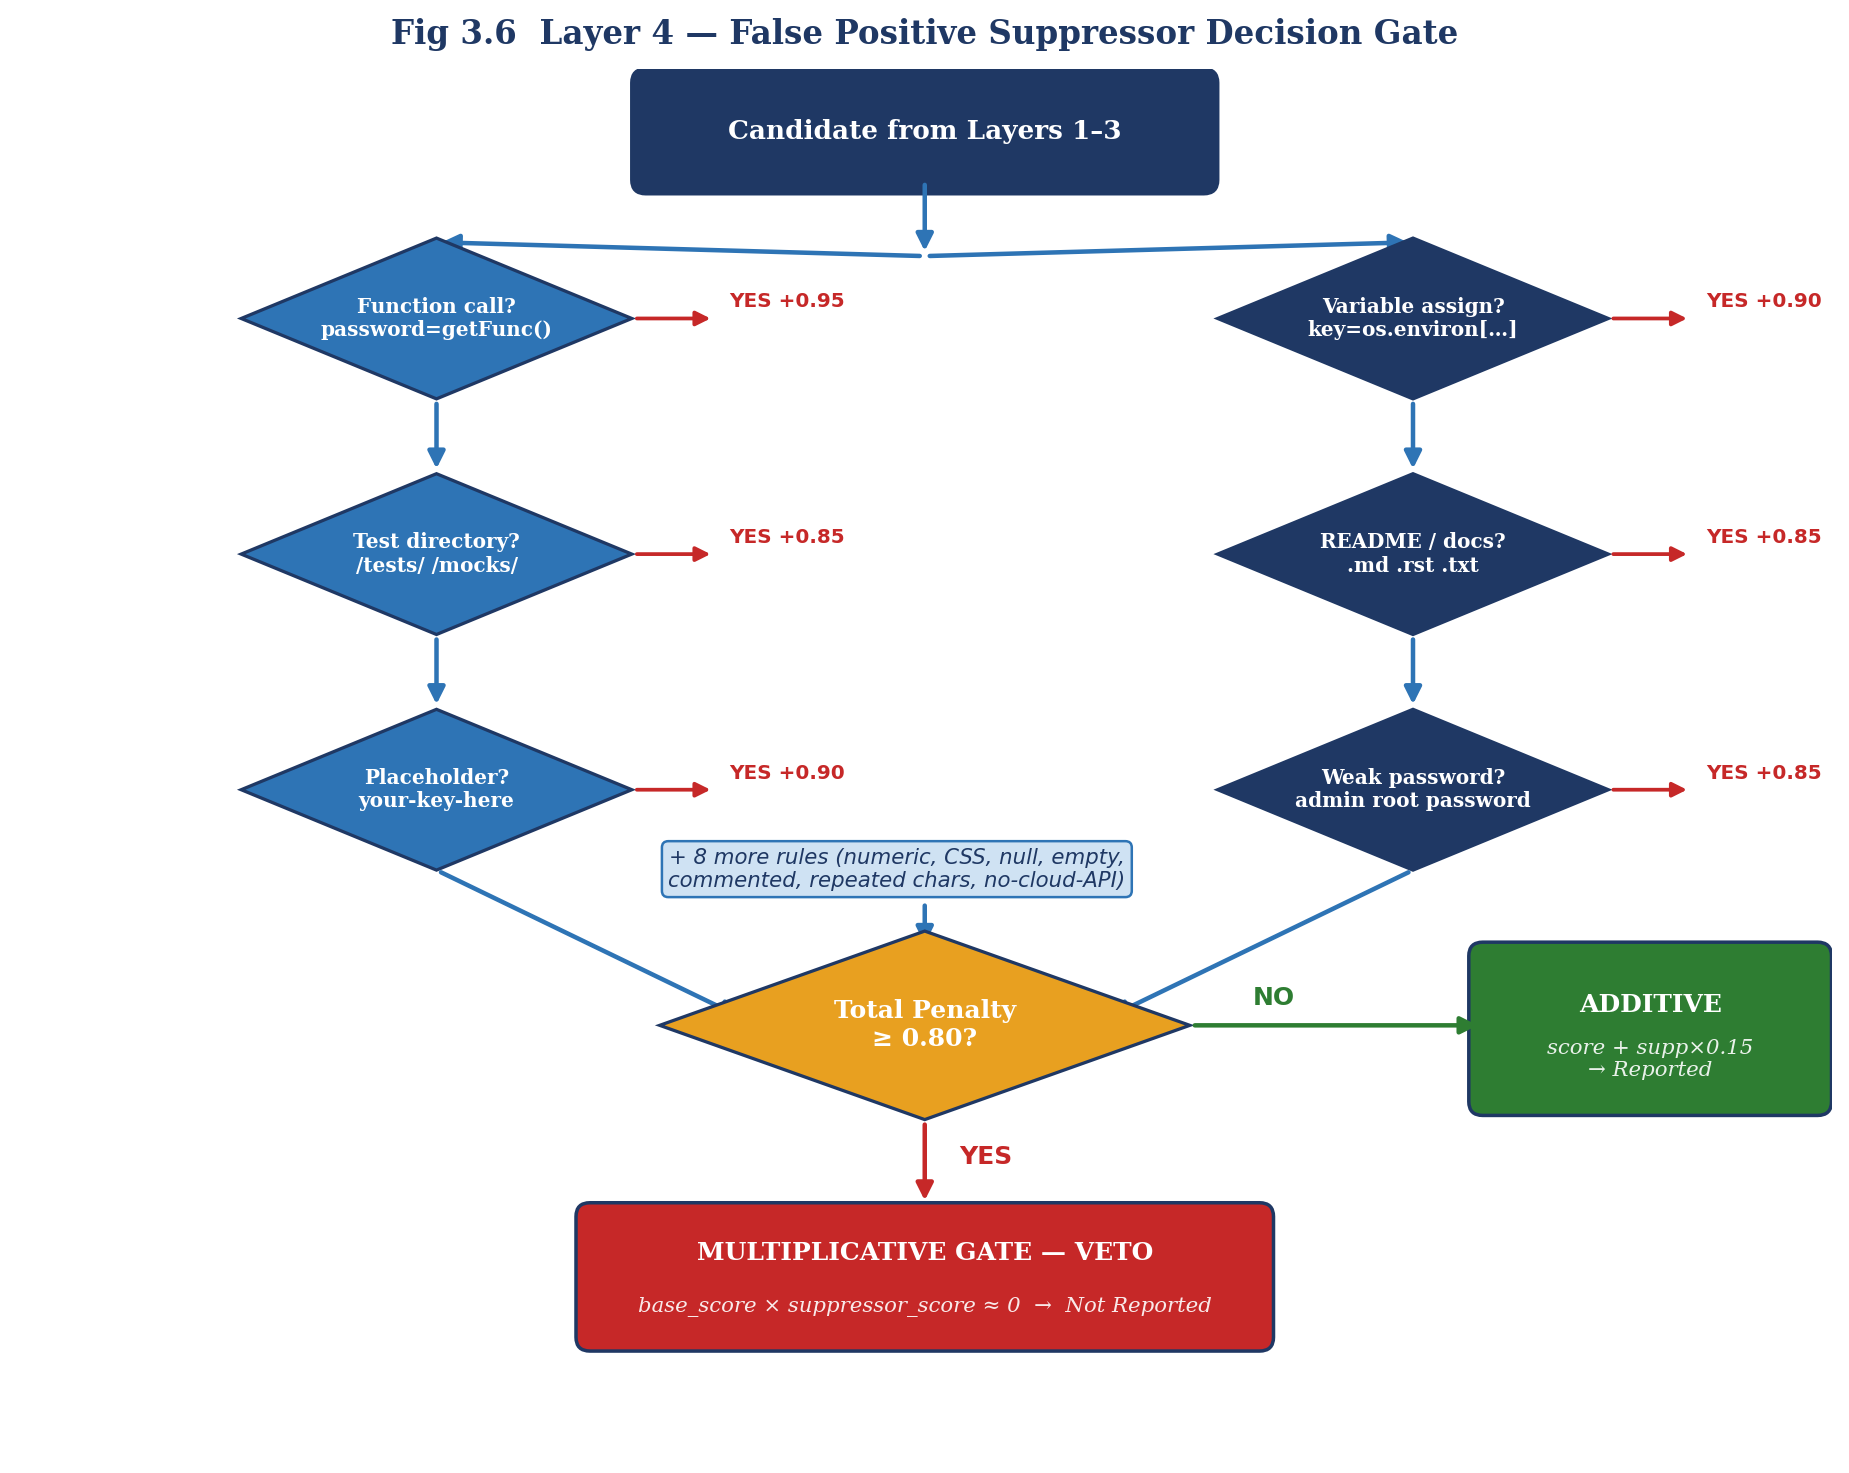 Fig 3.6  Layer 4 — False Positive Suppressor Decision Gate
Candidate from Layers 1–3
Function call?
password=getFunc()
YES +0.95
Variable assign?
key=os.environ[…]
YES +0.90
Test directory?
/tests/ /mocks/
YES +0.85
README / docs?
.md .rst .txt
YES +0.85
Placeholder?
your-key-here
YES +0.90
Weak password?
admin root password
YES +0.85
+ 8 more rules (numeric, CSS, null, empty,
commented, repeated chars, no-cloud-API)
Total Penalty
≥ 0.80?
NO
ADDITIVE
score + supp×0.15
→ Reported
YES
MULTIPLICATIVE GATE — VETO
base_score × suppressor_score ≈ 0  →  Not Reported